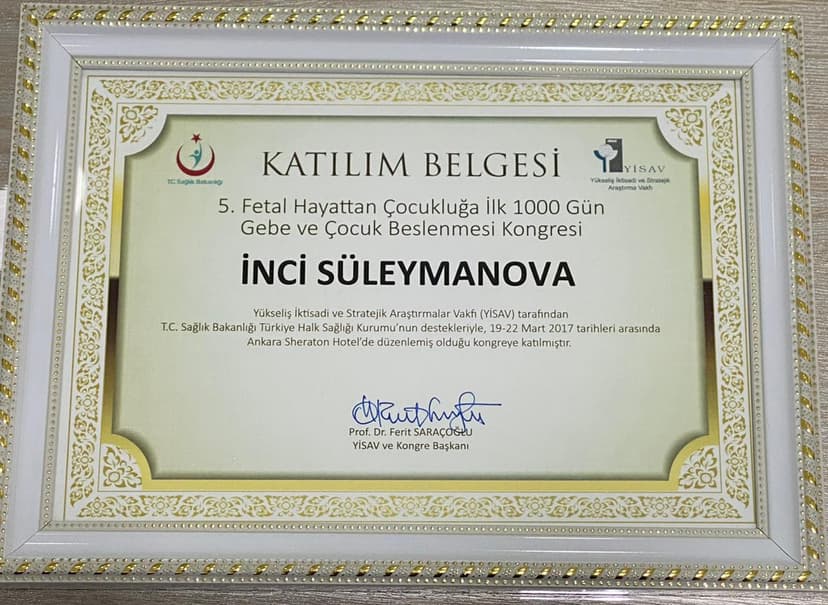 T.C. Sağlık Bakanlığı
KATILIM BELGESİ
YİSAV
Yükseliş İktisadi ve Stratejik
Araştırma Vakfı
5. Fetal Hayattan Çocukluğa İlk 1000 Gün
Gebe ve Çocuk Beslenmesi Kongresi
İNCİ SÜLEYMANOVA
Yükseliş İktisadi ve Stratejik Araştırmalar Vakfı (YİSAV) tarafından
T.C. Sağlık Bakanlığı Türkiye Halk Sağlığı Kurumu'nun destekleriyle, 19-22 Mart 2017 tarihleri arasında
Ankara Sheraton Hotel'de düzenlemiş olduğu kongreye katılmıştır.
Prof. Dr. Ferit SARAÇOĞLU
YİSAV ve Kongre Başkanı